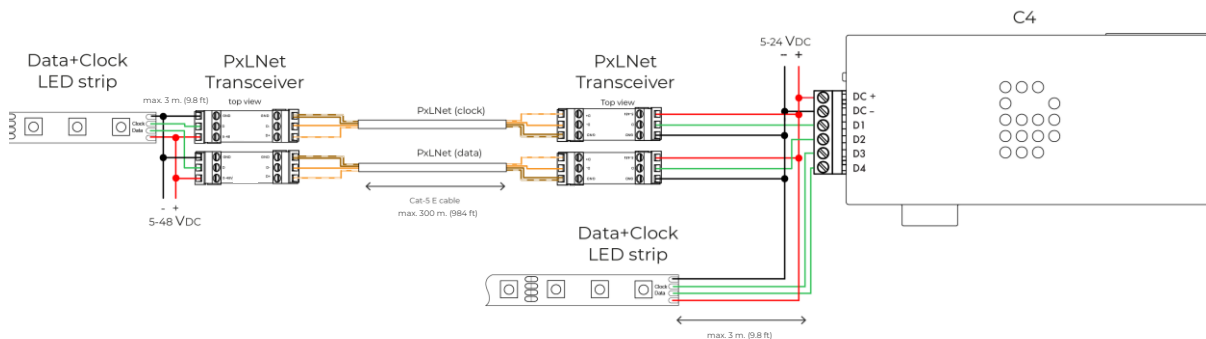 C4
Data+Clock
LED strip
PxLNet
Transceiver
top view
PxLNet (clock)
PxLNet
Transceiver
Top view
5-24 VDC
- +
max. 3 m. (9.8 ft)
Clock
Data
GND
D-
D+
DC +
DC -
D1
D2
D3
D4
PxLNet (data)
Cat-5 E cable
max. 300 m. (984 ft)
- +
5-48 VDC
Data+Clock
LED strip
Clock
Data
max. 3 m. (9.8 ft)